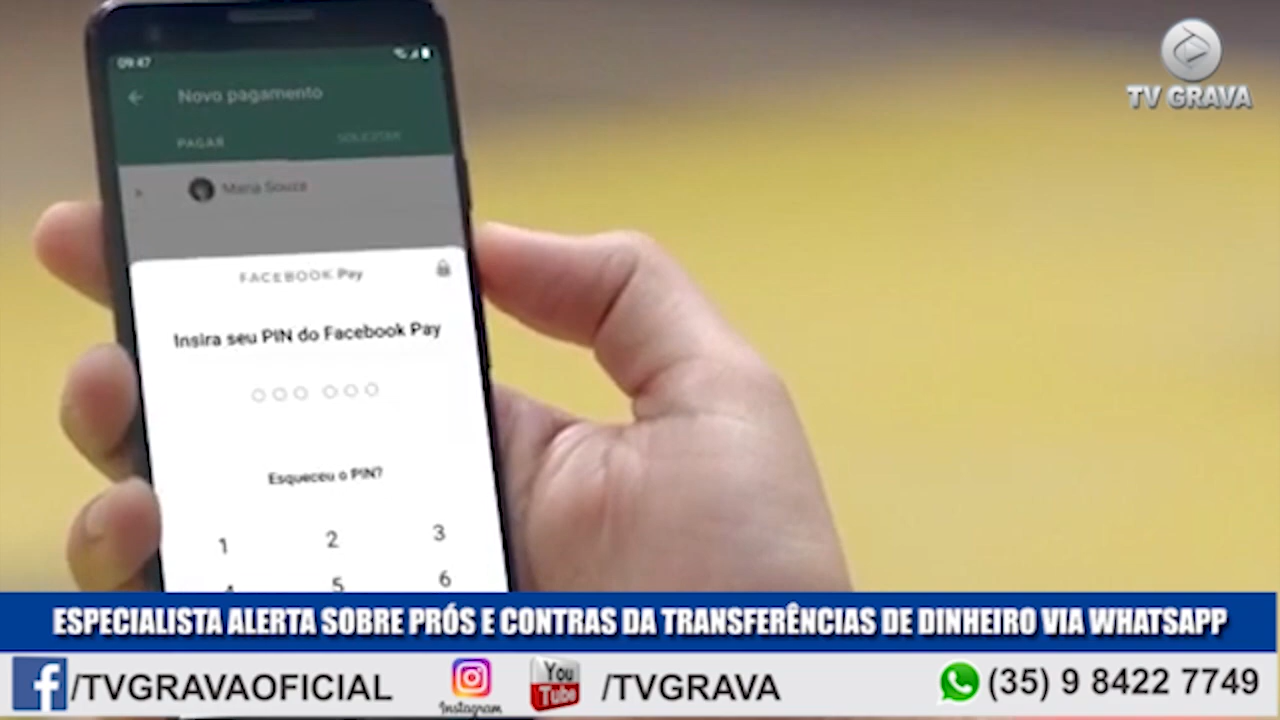 09:47
TV GRAVA
Novo pagamento
PAGAR SOLICITAR
Maria Souza
FACEBOOK Pay
Insira seu PIN do Facebook Pay
Esqueceu o PIN?
1 2 3
4 5 6
ESPECIALISTA ALERTA SOBRE PRÓS E CONTRAS DA TRANSFERÊNCIAS DE DINHEIRO VIA WHATSAPP
f/TVGRAVAOFICIAL Instagram You Tube /TVGRAVA (35) 9 8422 7749